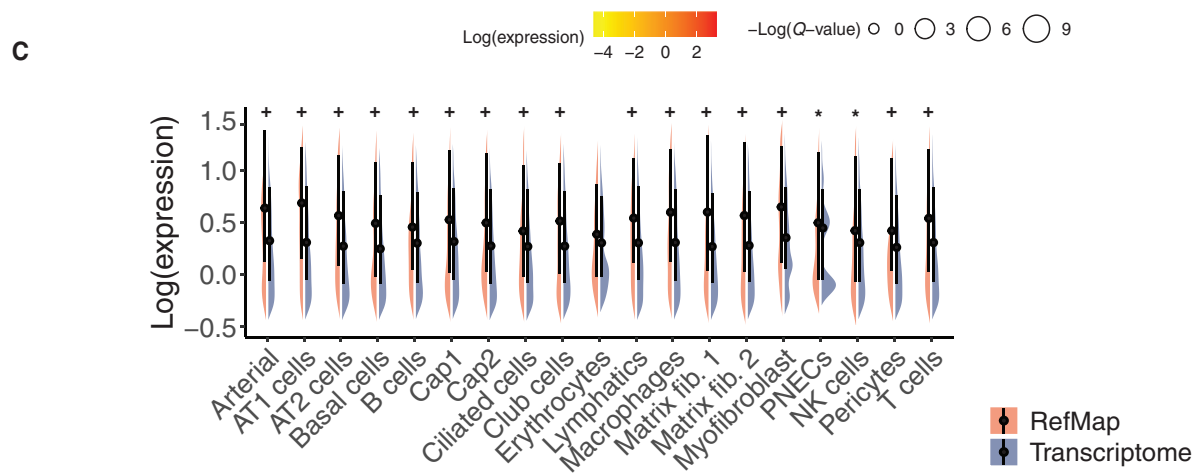 C
Log(expression)
−4 −2 0 2
−Log(Q−value) 0 3 6 9
Log(expression)
1.5
1.0
0.5
0.0
−0.5
+ + + + + + + + + + + + + + * * + +
Arterial
AT1 cells
AT2 cells
Basal cells
B cells
Cap1
Cap2
Ciliated cells
Club cells
Erythrocytes
Lymphatics
Macrophages
Matrix fib. 1
Matrix fib. 2
Myofibroblast
PNECs
NK cells
Pericytes
T cells
RefMap
Transcriptome